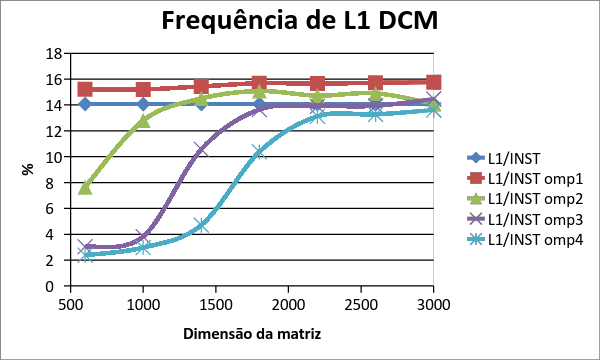 Frequência de L1 DCM
18
16
14
12
10
8
6
4
2
0
%
500 1000 1500 2000 2500 3000
Dimensão da matriz
L1/INST
L1/INST omp1
L1/INST omp2
L1/INST omp3
L1/INST omp4